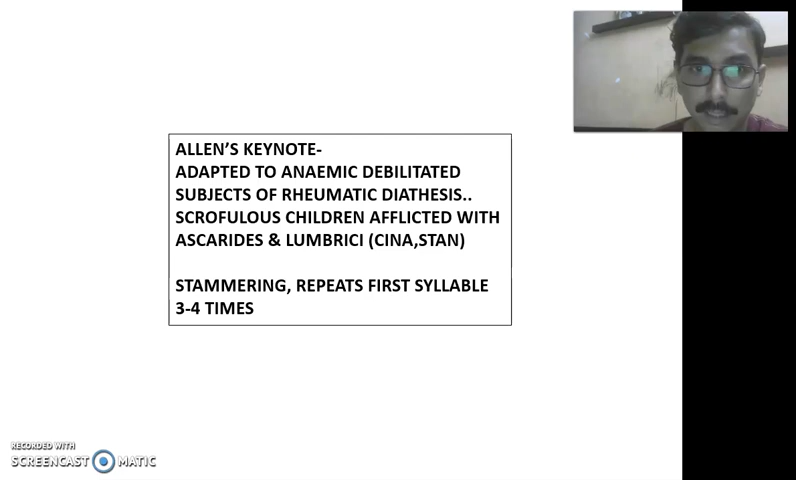 ALLEN'S KEYNOTE-
ADAPTED TO ANAEMIC DEBILITATED
SUBJECTS OF RHEUMATIC DIATHESIS..
SCROFULOUS CHILDREN AFFLICTED WITH
ASCARIDES & LUMBRICI (CINA,STAN)
STAMMERING, REPEATS FIRST SYLLABLE
3-4 TIMES
RECORDED WITH
SCREENCAST MATIC